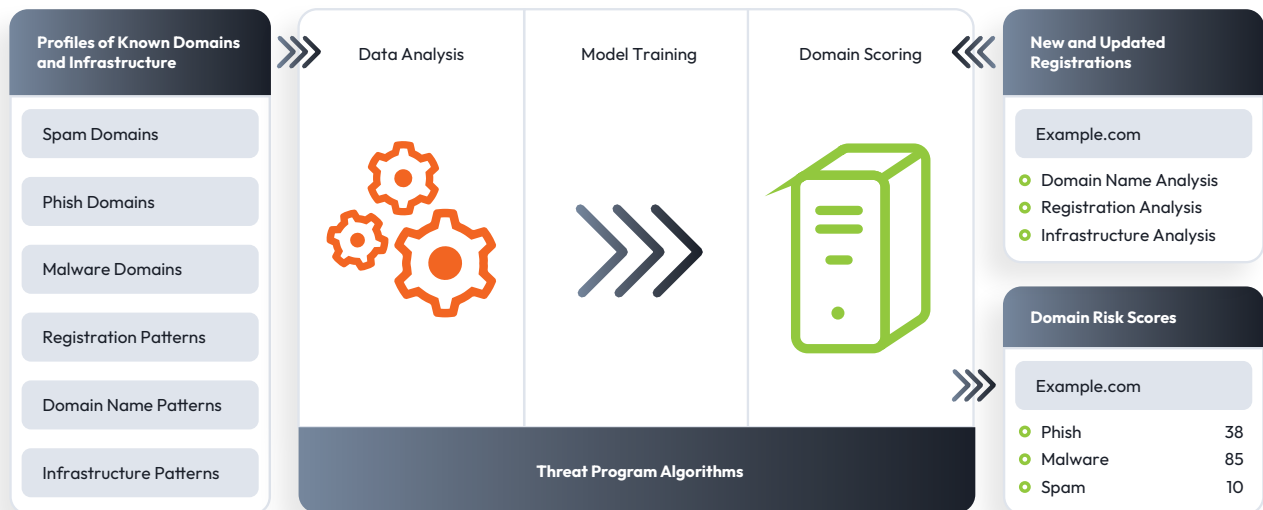 Profiles of Known Domains
and Infrastructure
Spam Domains
Phish Domains
Malware Domains
Registration Patterns
Domain Name Patterns
Infrastructure Patterns
Data Analysis
Model Training
Domain Scoring
Threat Program Algorithms
New and Updated
Registrations
Example.com
Domain Name Analysis
Registration Analysis
Infrastructure Analysis
Domain Risk Scores
Example.com
Phish 38
Malware 85
Spam 10